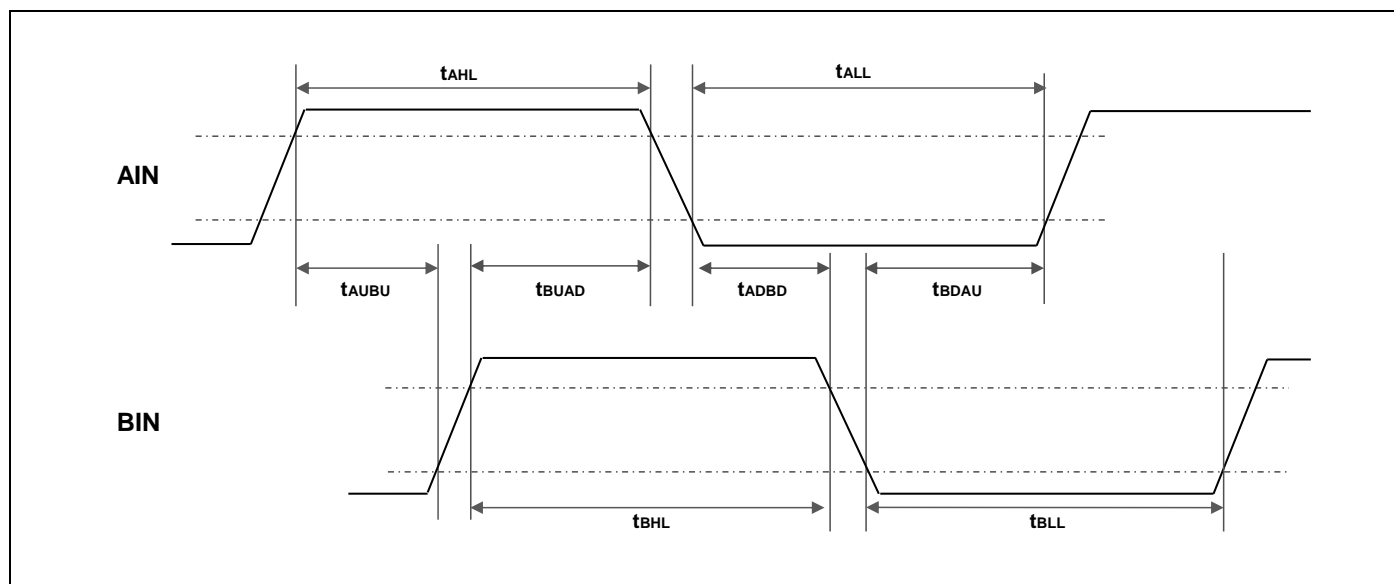 tAHL tALL
AIN
tAUBU tBUAD tADBD tBDAU
BIN
tBHL tBLL